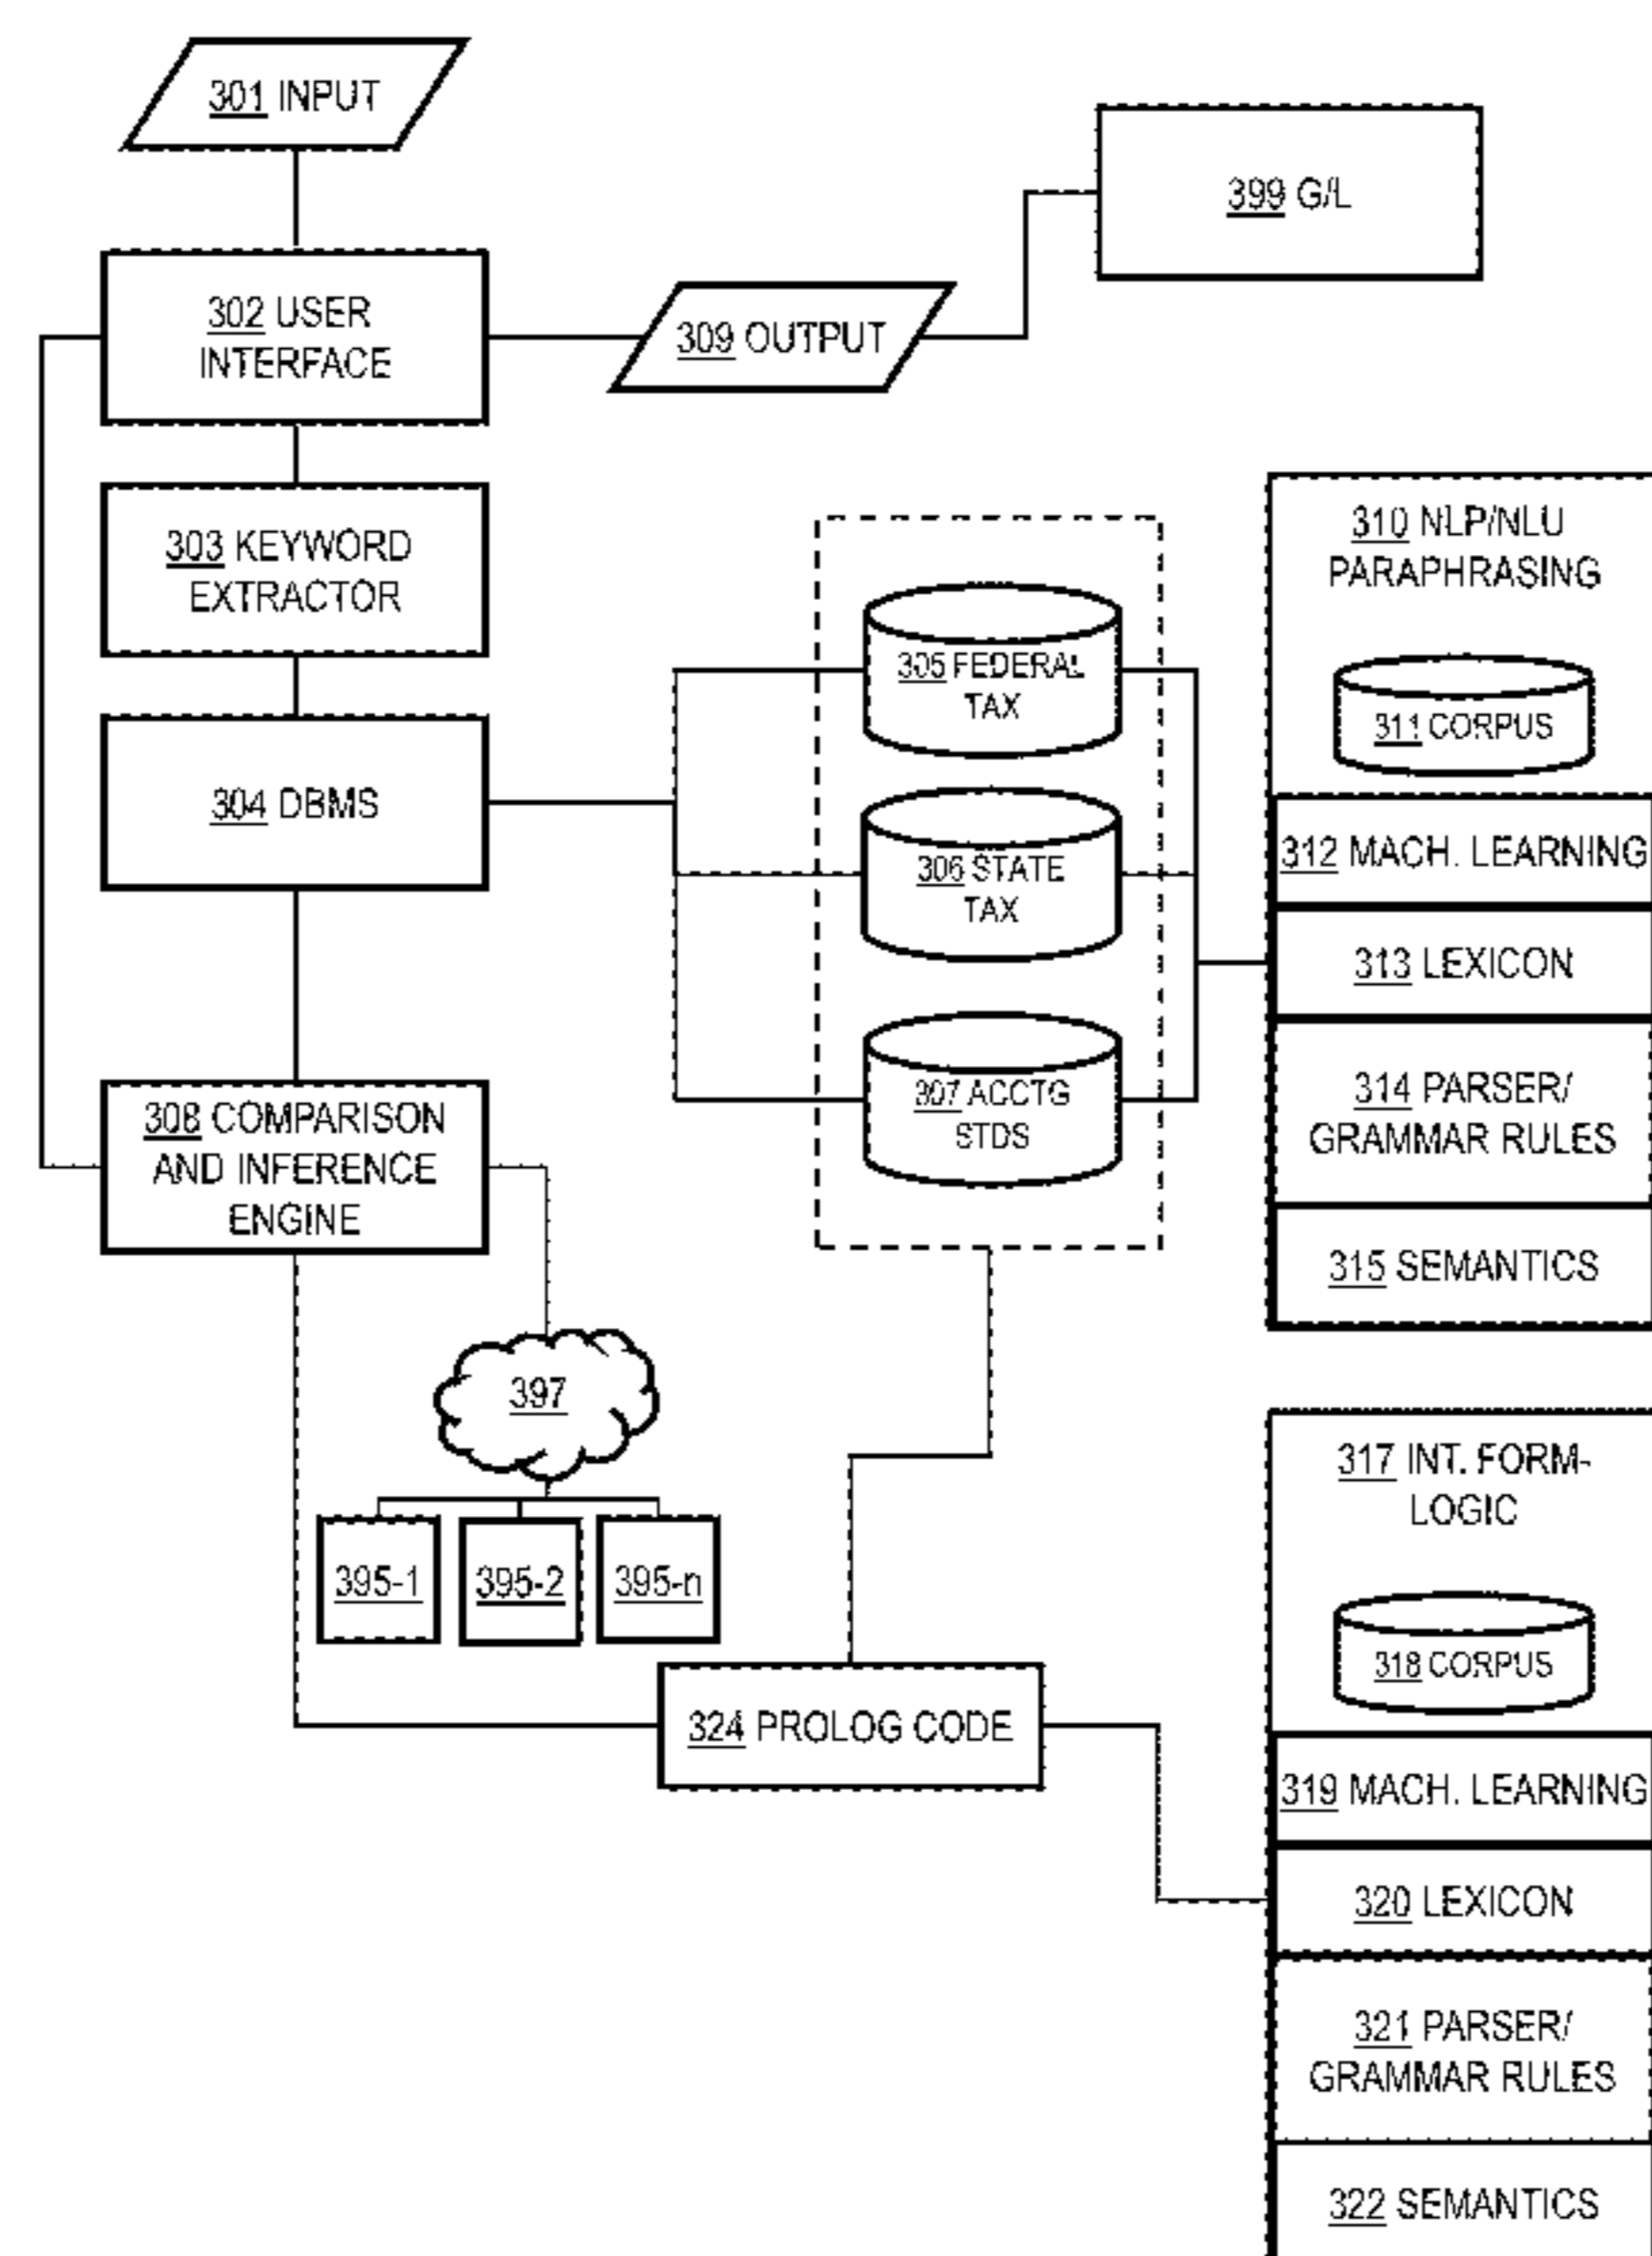 301 INPUT
399 G/L
302 USER
INTERFACE
309 OUTPUT
303 KEYWORD
EXTRACTOR
310 NLP/NLU
PARAPHRASING
305 FEDERAL
TAX
311 CORPUS
304 DBMS
306 STATE
TAX
312 MACH. LEARNING
313 LEXICON
307 ACCTG
STDS
314 PARSER/
GRAMMAR RULES
308 COMPARISON
AND INFERENCE
ENGINE
315 SEMANTICS
397
317 INT. FORM-
LOGIC
395-1
395-2
395-n
318 CORPUS
324 PROLOG CODE
319 MACH. LEARNING
320 LEXICON
321 PARSER/
GRAMMAR RULES
322 SEMANTICS